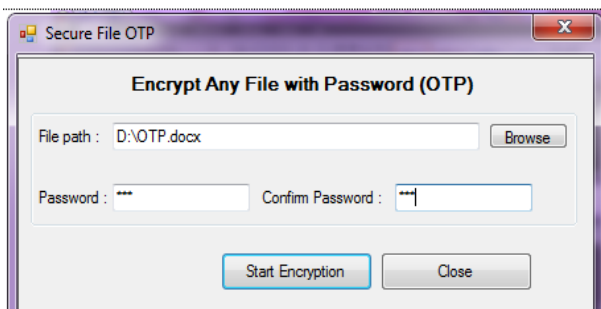 Secure File OTP
Encrypt Any File with Password (OTP)
File path : D:\OTP.docx Browse
Password : *** Confirm Password : ***
Start Encryption Close